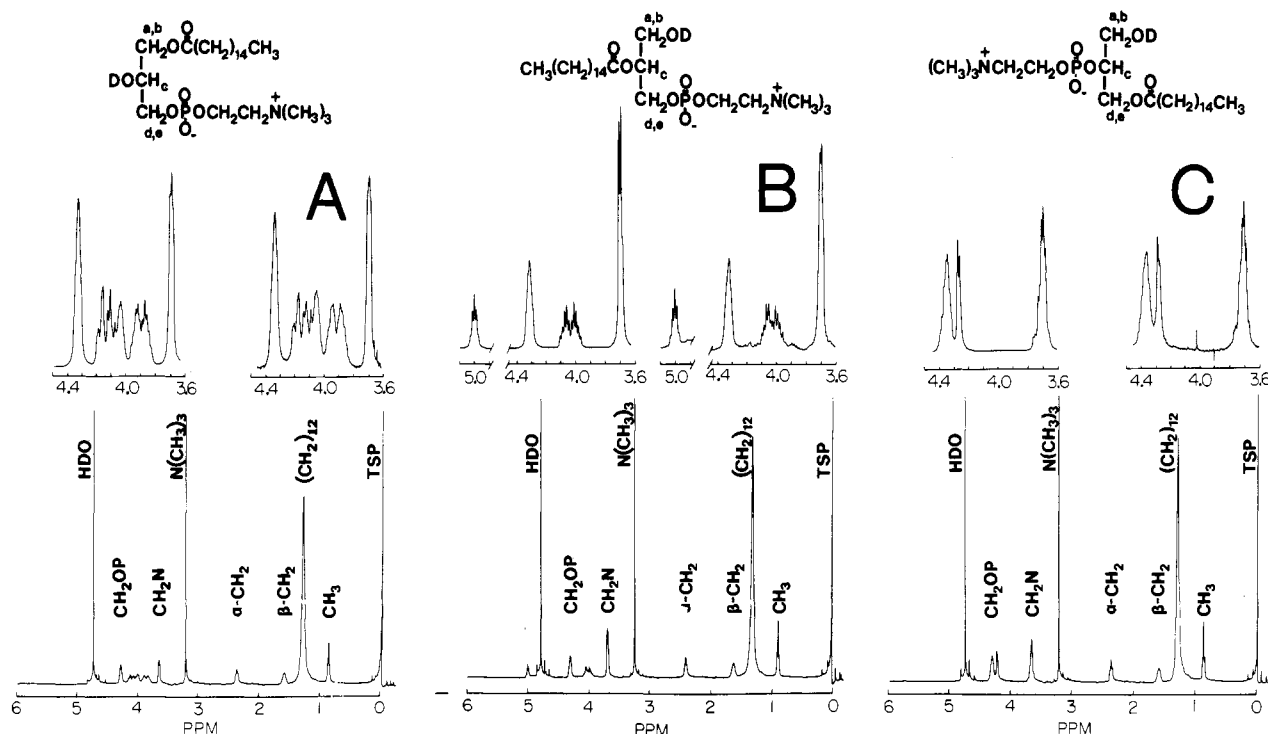 a,b
O
CH₂OC(CH₂)₁₄CH₃
DOCHc
O
CH₂OPOCH₂CH₂N⁺(CH₃)₃
d,e O-
A
4.4 4.0 3.6
4.4 4.0 3.6
HDO
CH₂OP
CH₂N
N(CH₃)₃
α-CH₂
β-CH₂
(CH₂)₁₂
CH₃
TSP
6 5 4 3 2 1 0
PPM
a,b
CH₂OD
O
CH₃(CH₂)₁₄COCHc
O
CH₂OPOCH₂CH₂N⁺(CH₃)₃
d,e O-
B
5.0 4.4 4.0 3.6
5.0 4.4 4.0 3.6
HDO
CH₂OP
CH₂N
N(CH₃)₃
-CH₂
β-CH₂
(CH₂)₁₂
CH₃
TSP
6 5 4 3 2 1 0
PPM
a,b
CH₂OD
O
(CH₃)₃N⁺CH₂CH₂OPOCHc
O- O
CH₂OC(CH₂)₁₄CH₃
d,e
C
4.4 4.0 3.6
4.4 4.0 3.6
HDO
CH₂OP
CH₂N
N(CH₃)₃
α-CH₂
β-CH₂
(CH₂)₁₂
CH₃
TSP
6 5 4 3 2 1 0
PPM